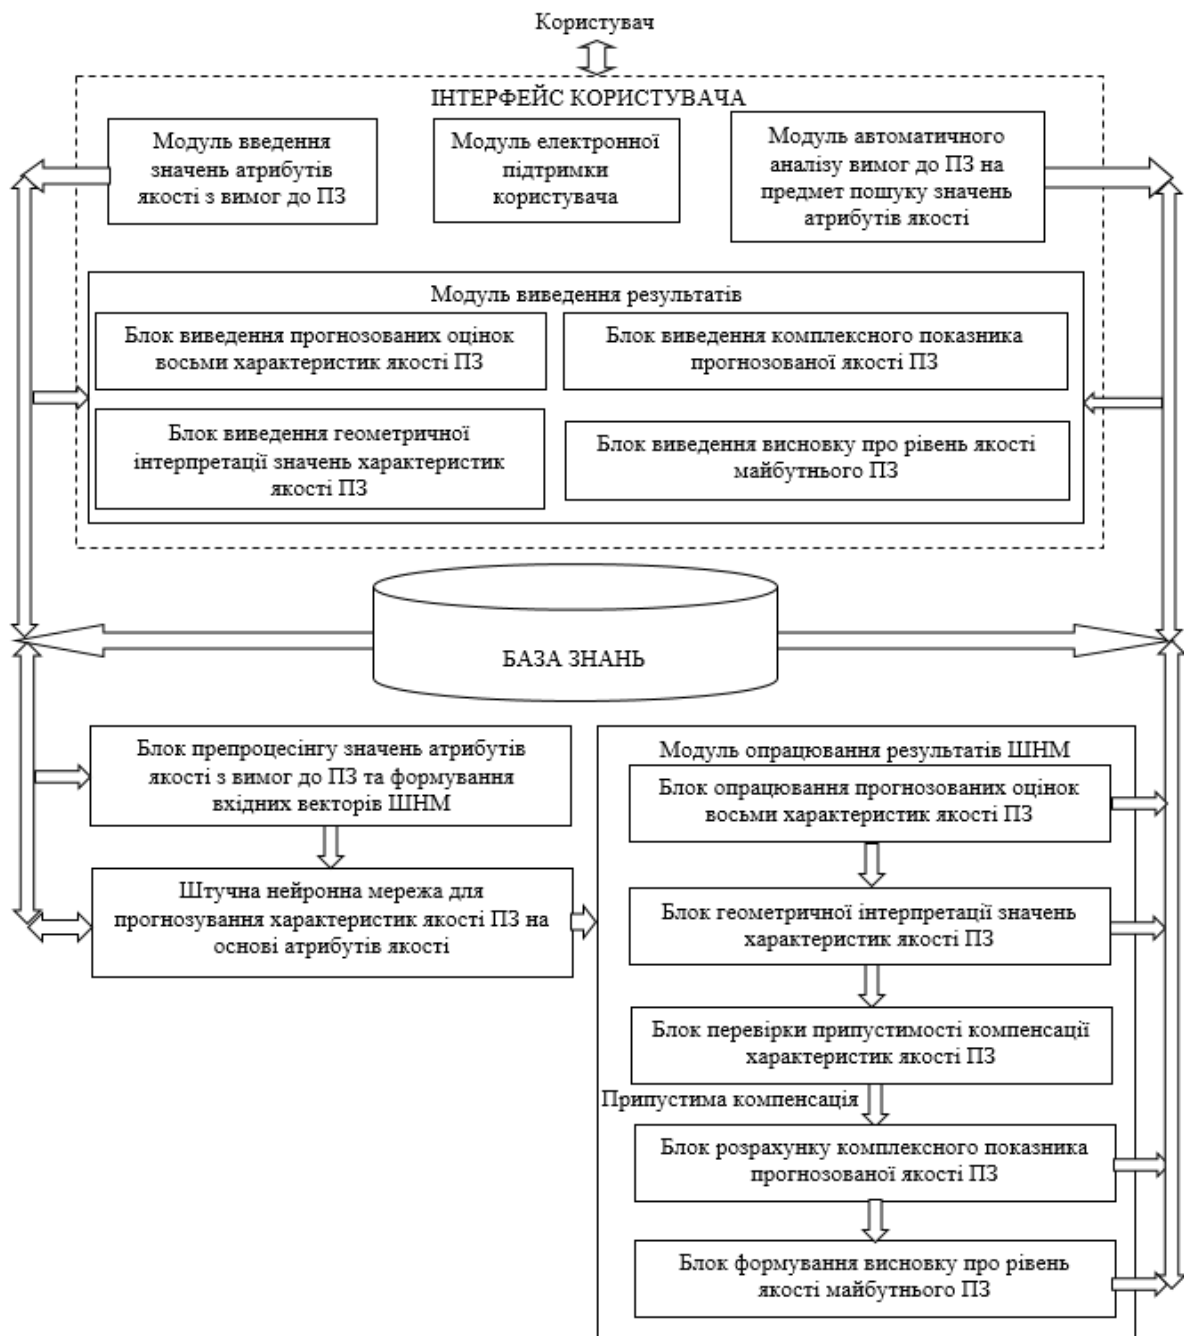 Користувач
ІНТЕРФЕЙС КОРИСТУВАЧА
Модуль введення
значень атрибутів
якості з вимог до ПЗ
Модуль електронної
підтримки
користувача
Модуль автоматичного
аналізу вимог до ПЗ на
предмет пошуку значень
атрибутів якості
Модуль виведення результатів
Блок виведення прогнозованих оцінок
восьми характеристик якості ПЗ
Блок виведення комплексного показника
прогнозованої якості ПЗ
Блок виведення геометричної
інтерпретації значень характеристик
якості ПЗ
Блок виведення висновку про рівень якості
майбутнього ПЗ
БАЗА ЗНАНЬ
Блок препроцесінгу значень атрибутів
якості з вимог до ПЗ та формування
вхідних векторів ШНМ
Штучна нейронна мережа для
прогнозування характеристик якості ПЗ на
основі атрибутів якості
Модуль опрацювання результатів ШНМ
Блок опрацювання прогнозованих оцінок
восьми характеристик якості ПЗ
Блок геометричної інтерпретації значень
характеристик якості ПЗ
Блок перевірки припустимості компенсації
характеристик якості ПЗ
Припустима компенсація
Блок розрахунку комплексного показника
прогнозованої якості ПЗ
Блок формування висновку про рівень
якості майбутнього ПЗ